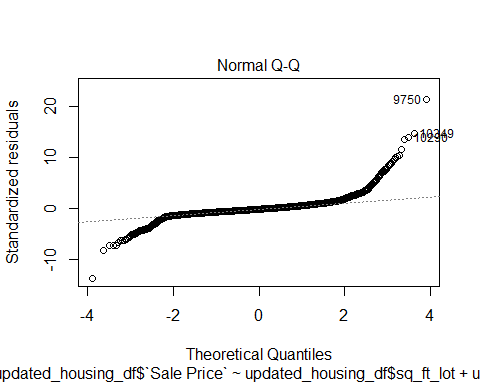 Normal Q-Q
Standardized residuals
20
10
0
-10
9750
10290
-4
-2
0
2
4
Theoretical Quantiles
updated_housing_df$`Sale Price` ~ updated_housing_df$sq_ft_lot + u